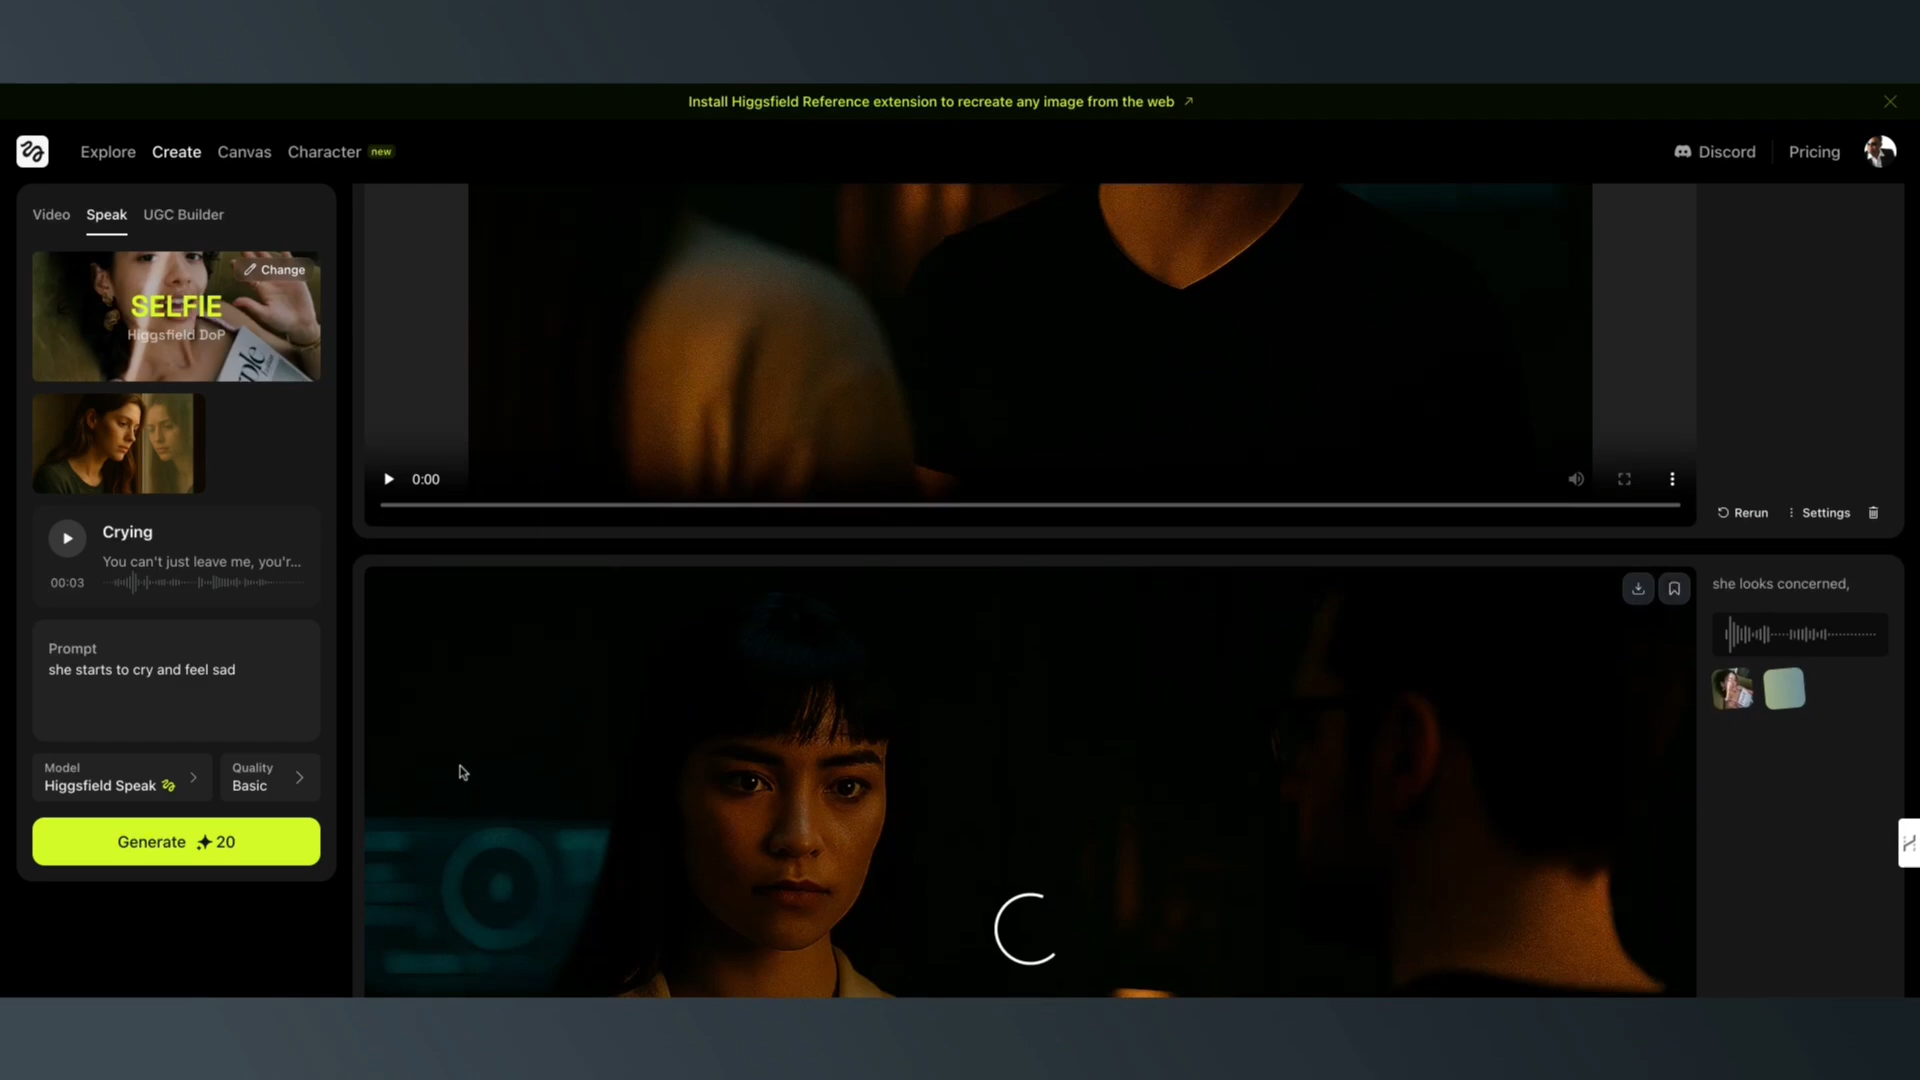 Install Higgsfield Reference extension to recreate any image from the web
Explore Create Canvas Character new
Discord Pricing
Video Speak UGC Builder
Change
SELFIE
Higgsfield DoP
Crying
You can't just leave me, you'r...
00:03
Prompt
she starts to cry and feel sad
Model
Higgsfield Speak
Quality
Basic
Generate 20
0:00
Rerun Settings
she looks concerned,